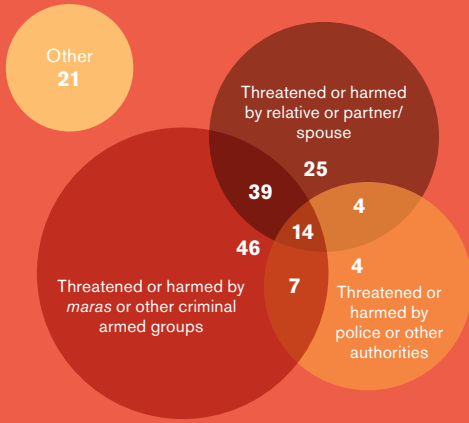 Other
21
Threatened or harmed
by relative or partner/
spouse
25
39
4
14
46
4
7
Threatened or harmed by
maras or other criminal
armed groups
Threatened or
harmed by
police or other
authorities